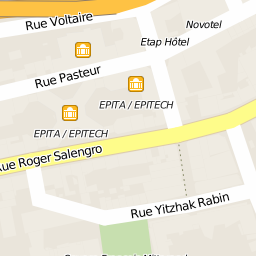 Rue Voltaire
Novotel
Etap Hôtel
Rue Pasteur
EPITA / EPITECH
EPITA / EPITECH
Rue Roger Salengro
Rue Yitzhak Rabin